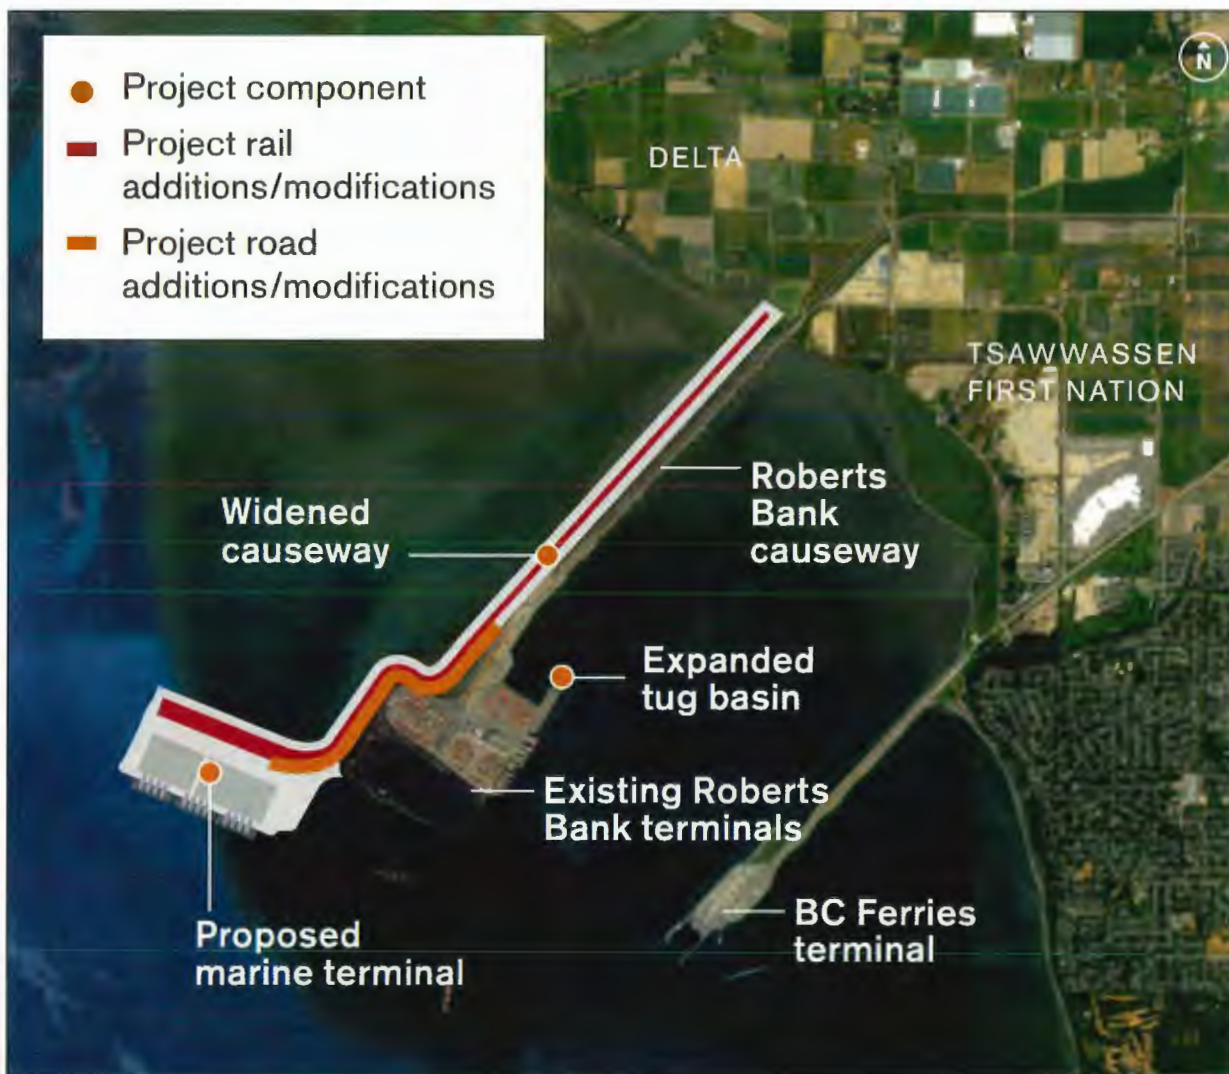 Project component
Project rail
additions/modifications
Project road
additions/modifications
N
DELTA
TSAWWASSEN
FIRST NATION
Roberts
Bank
causeway
Widened
causeway
Expanded
tug basin
Existing Roberts
Bank terminals
BC Ferries
terminal
Proposed
marine terminal